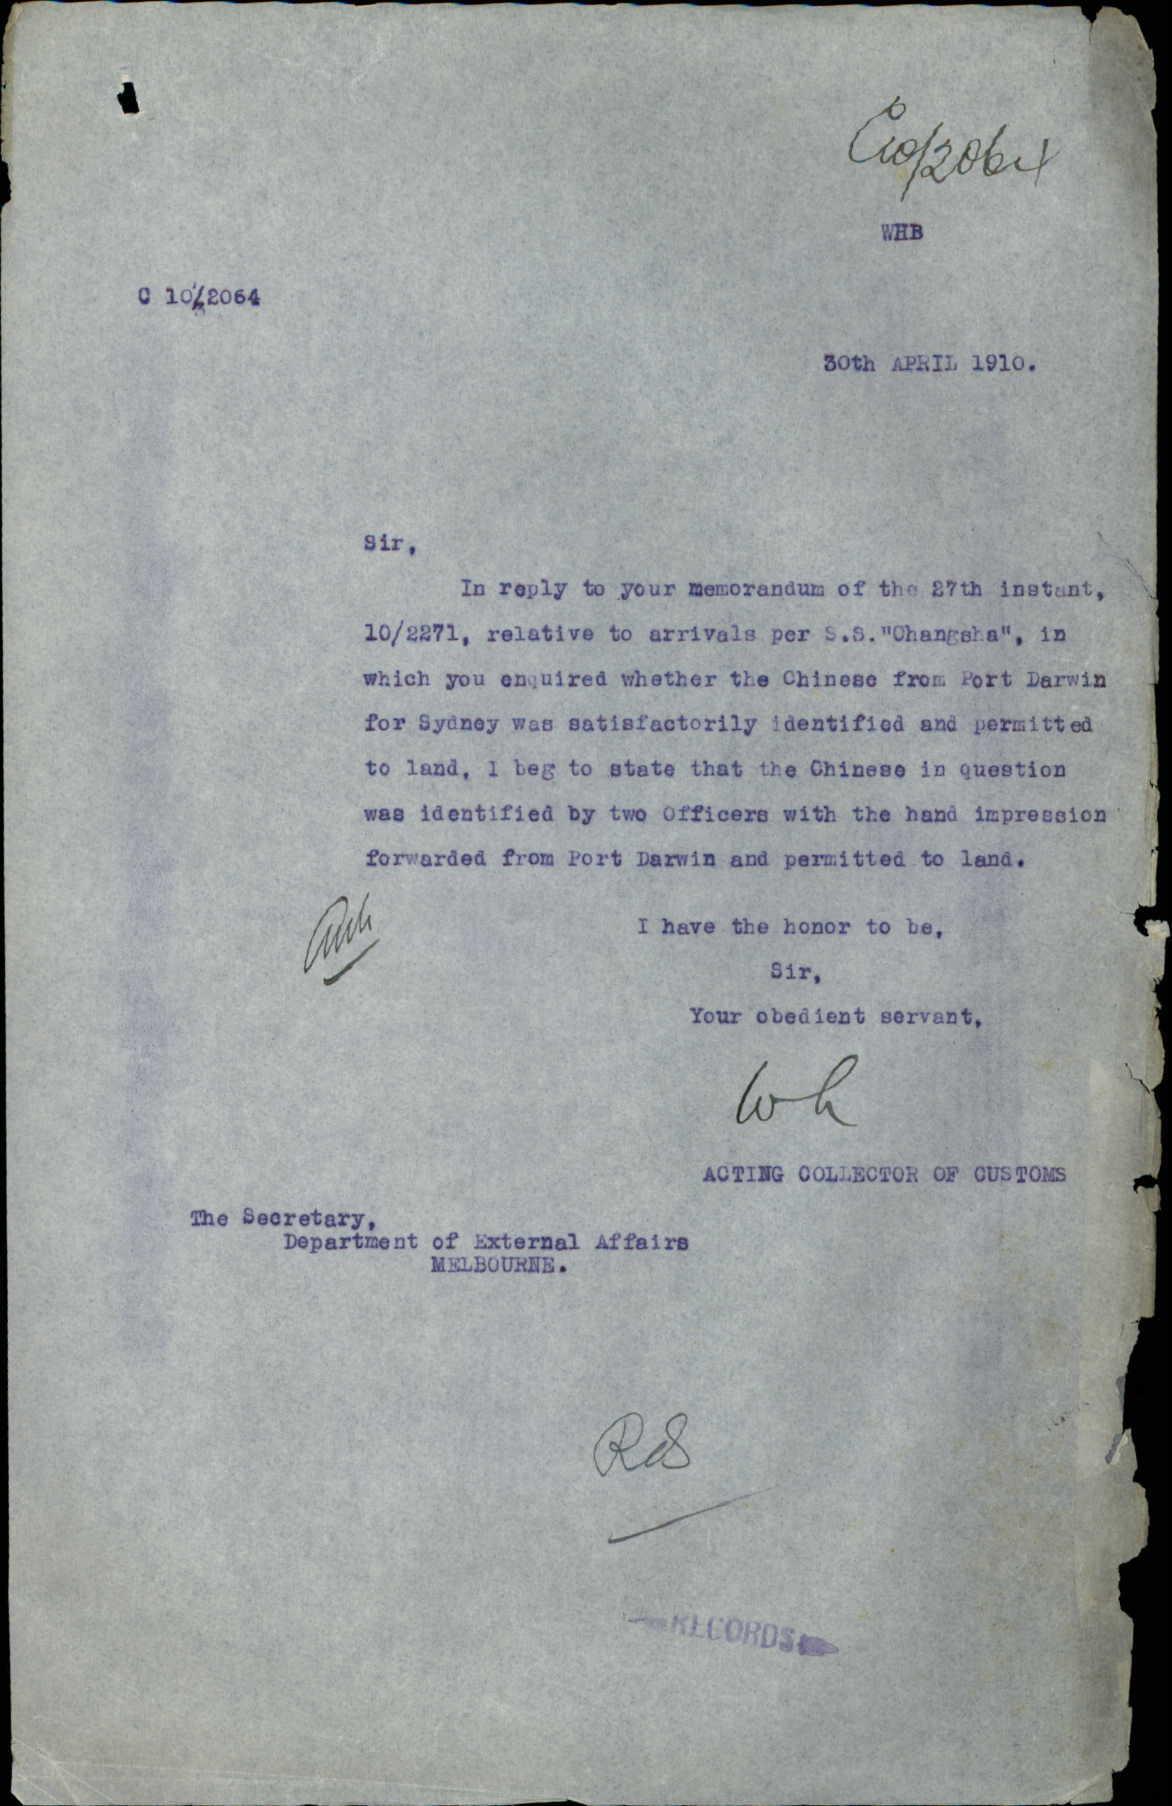 C10/2064
WHB
C 10/2064
30th APRIL 1910.
Sir,
In reply to your memorandum of the 27th instant,
10/2271, relative to arrivals per S.S."Changsha", in
which you enquired whether the Chinese from Port Darwin
for Sydney was satisfactorily identified and permitted
to land, I beg to state that the Chinese in question
was identified by two Officers with the hand impression
forwarded from Port Darwin and permitted to land.
I have the honor to be,
Sir,
Your obedient servant,
ACTING COLLECTOR OF CUSTOMS
The Secretary,
Department of External Affairs
MELBOURNE.
RECORDS